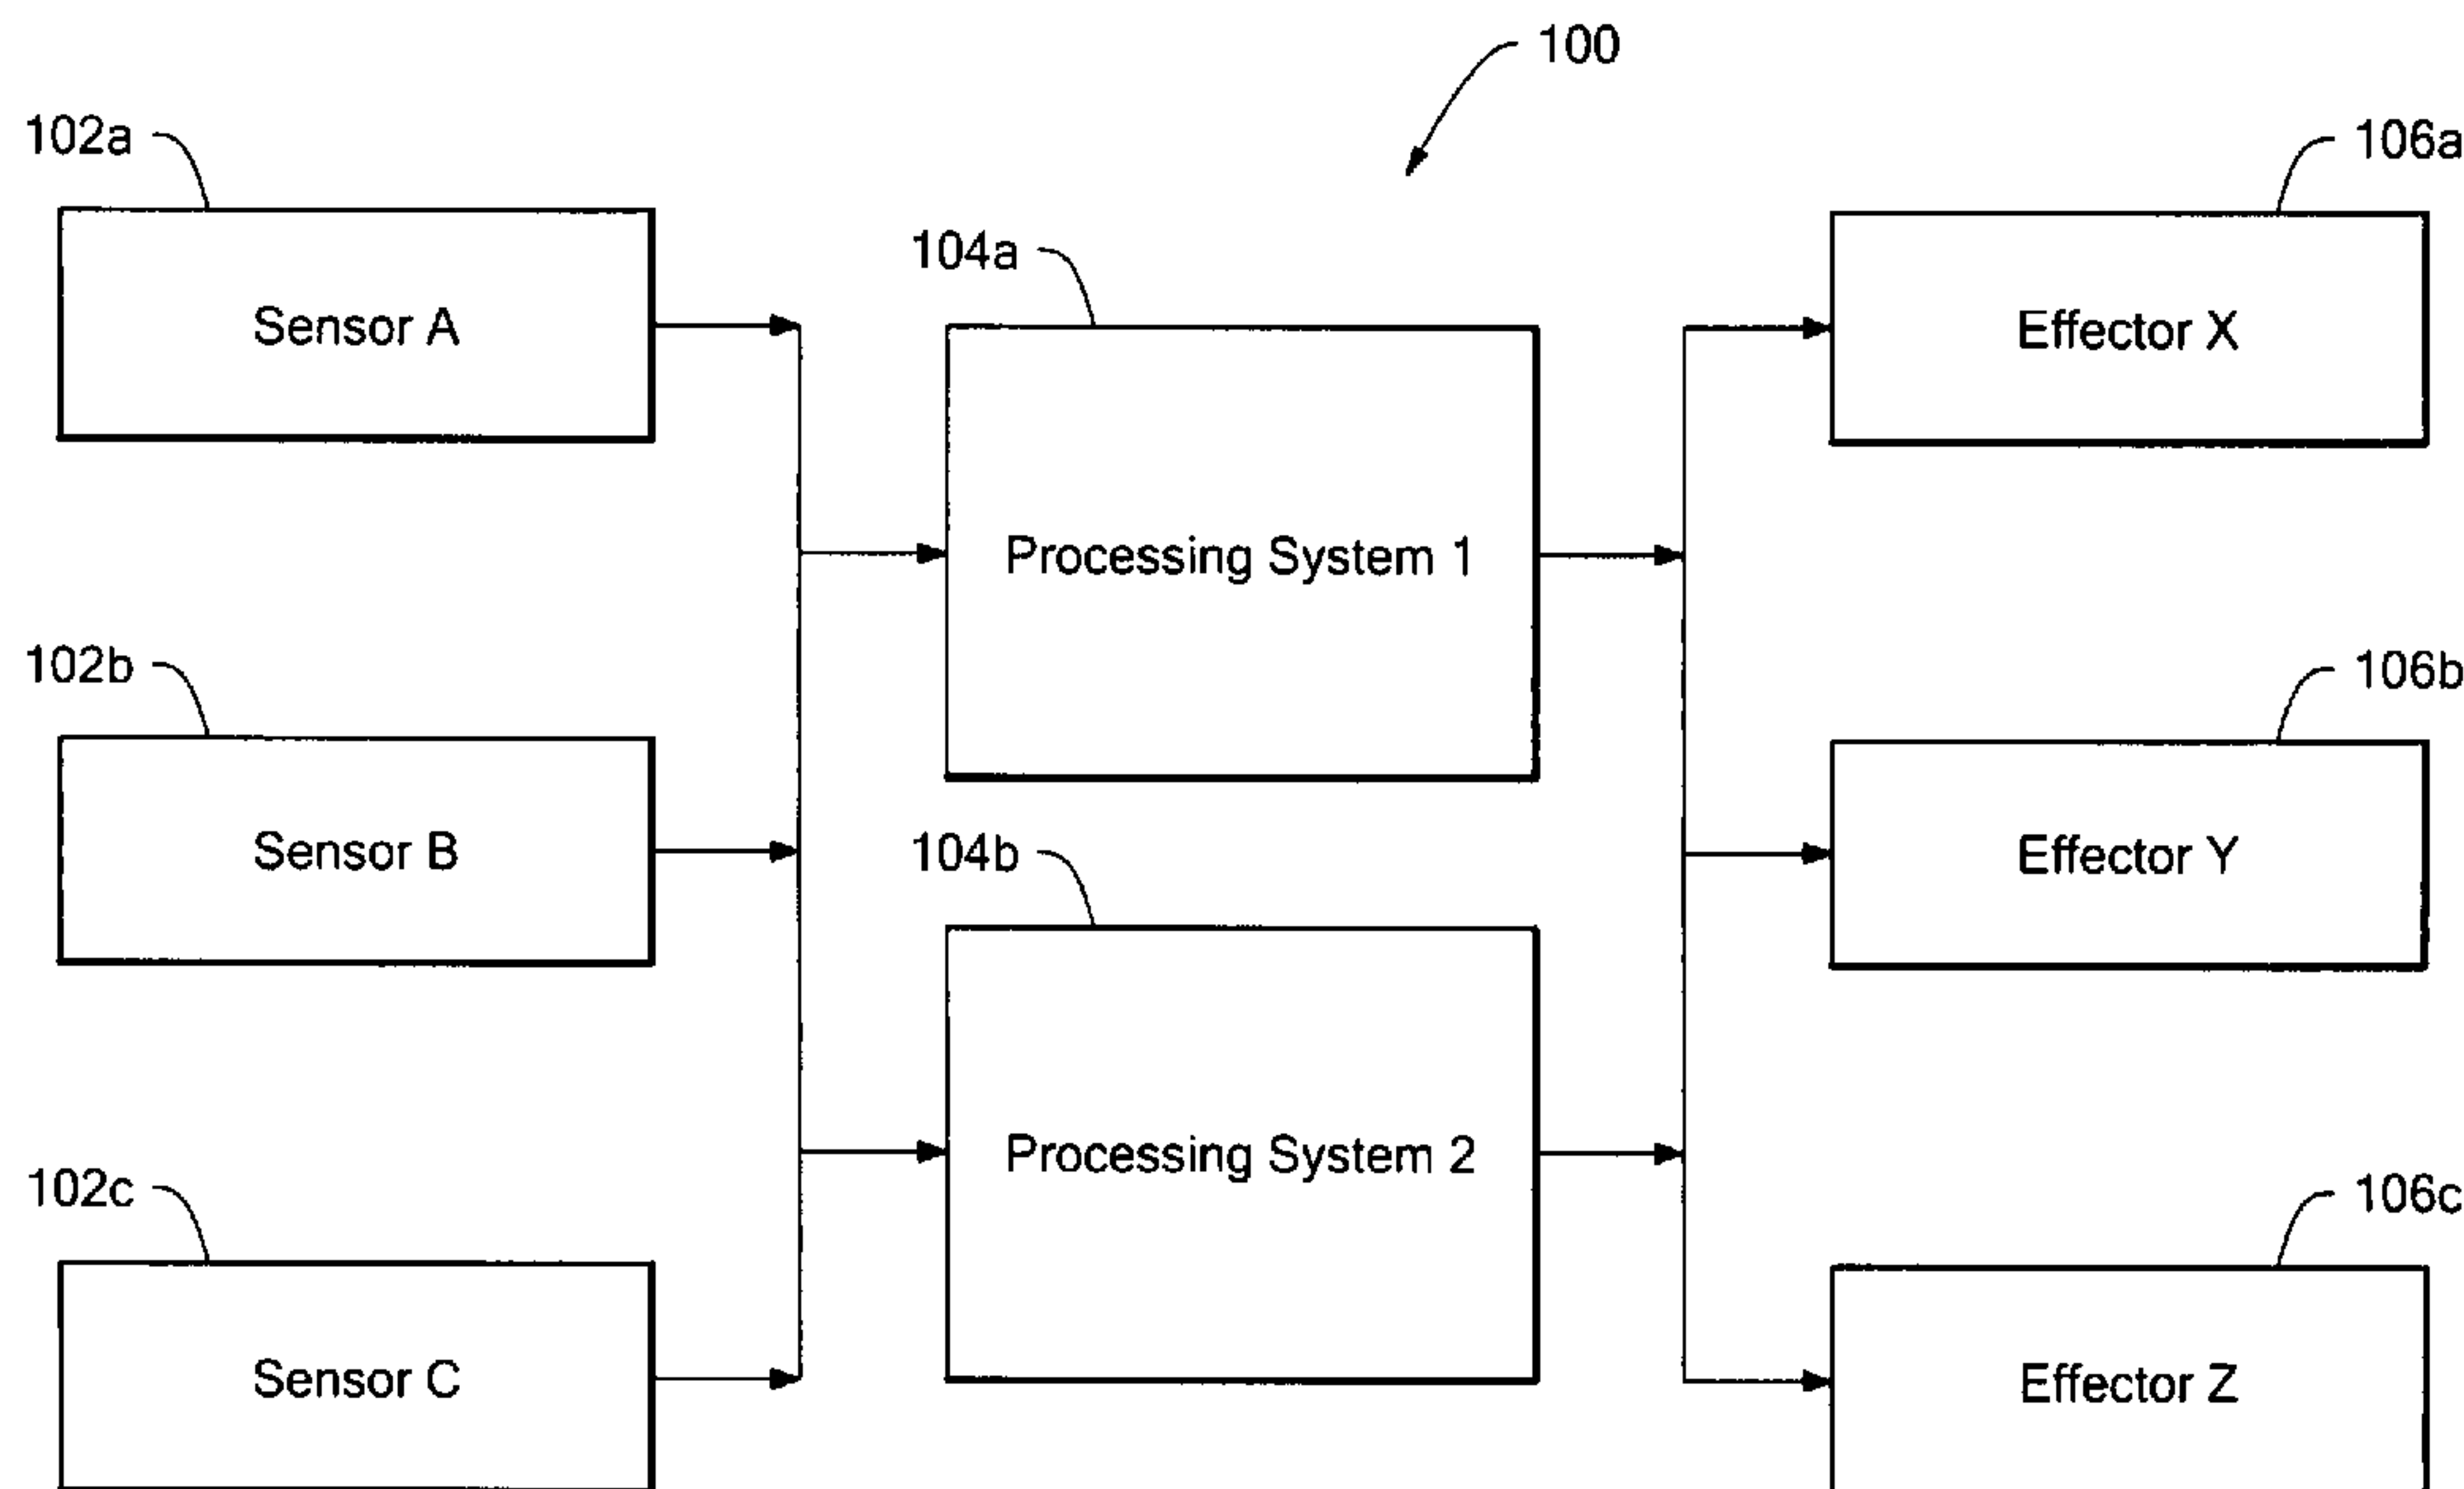 100
102a
106a
104a
Sensor A
Effector X
Processing System 1
102b
106b
104b
Sensor B
Effector Y
Processing System 2
102c
106c
Sensor C
Effector Z